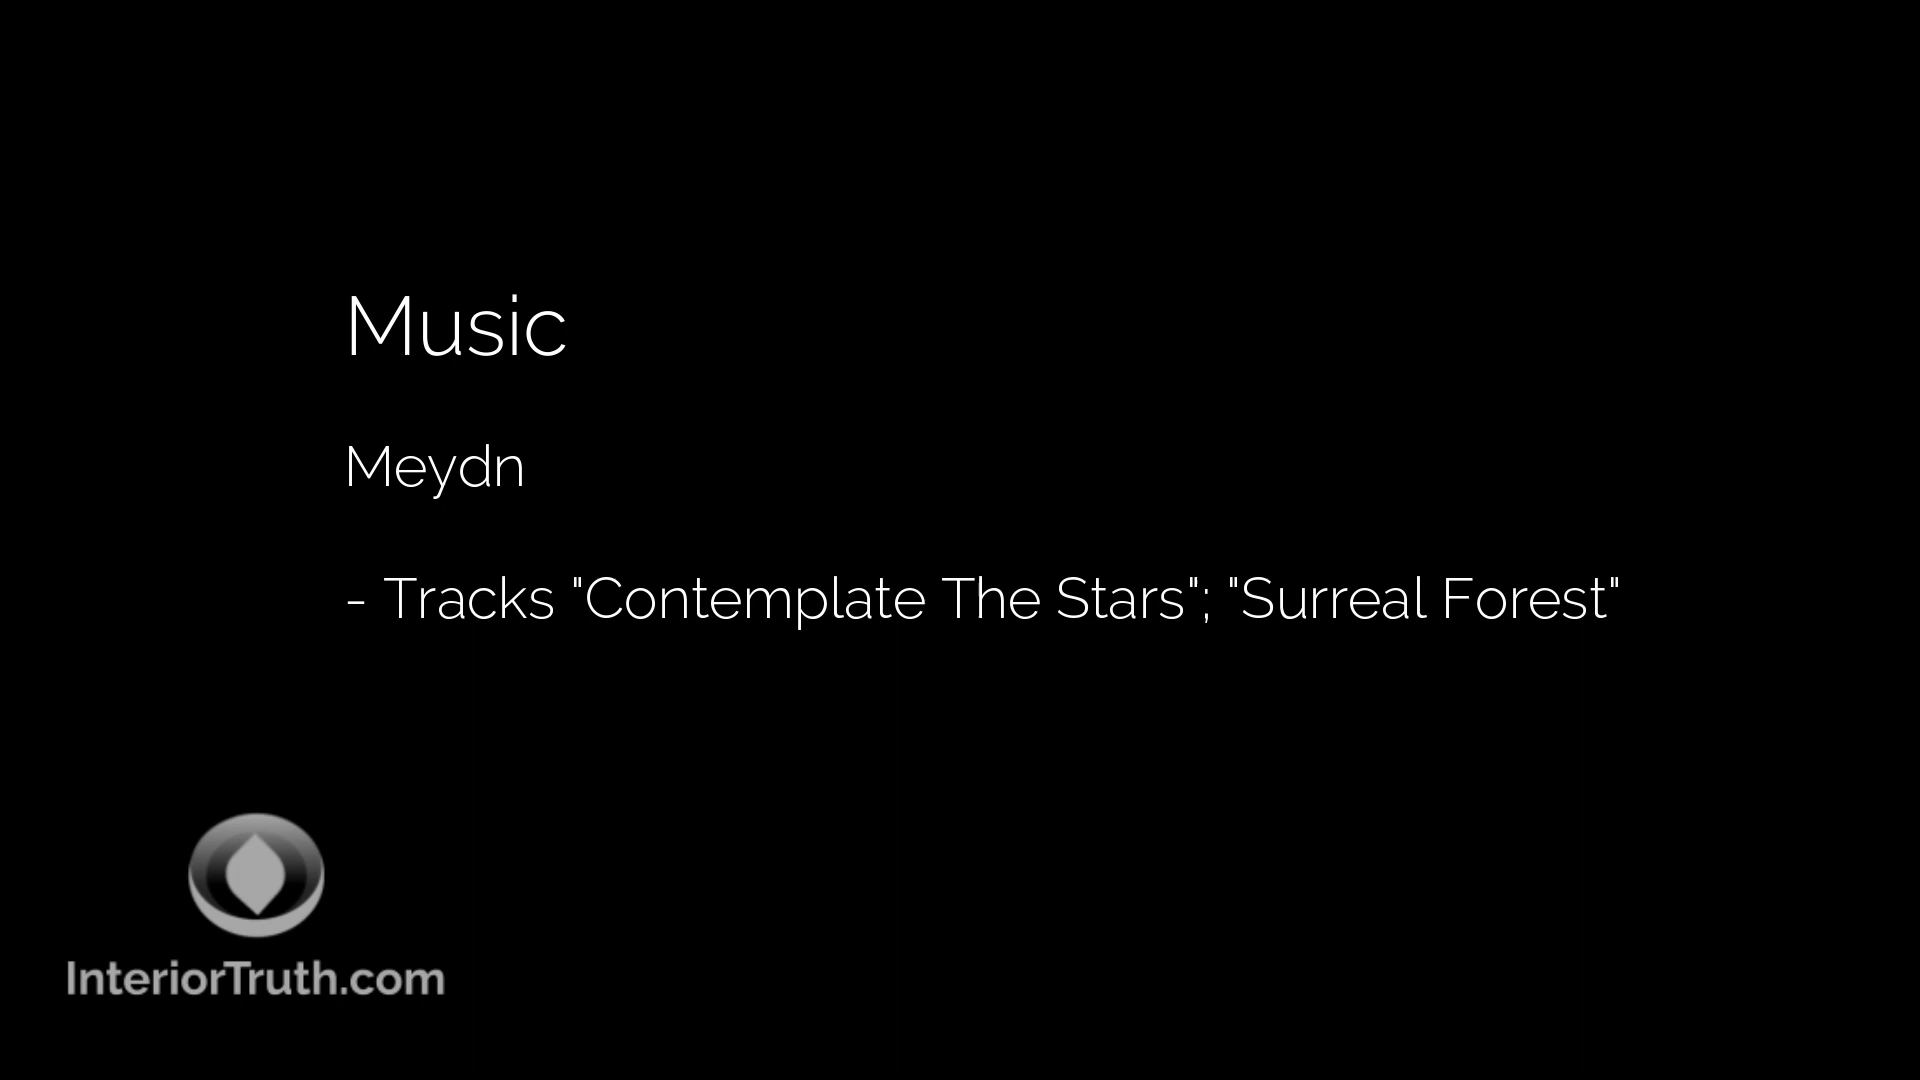 Music
Meydn
- Tracks "Contemplate The Stars"; "Surreal Forest"
InteriorTruth.com